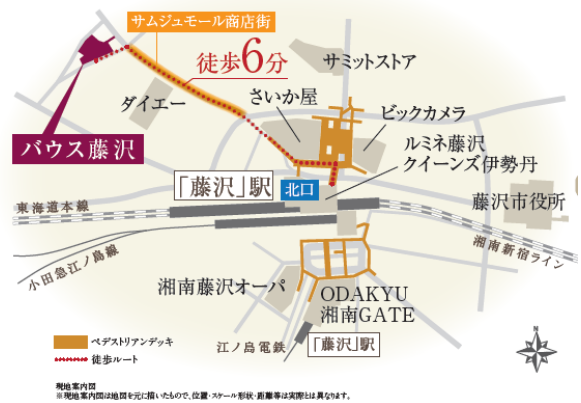 サムジュモール商店街
徒歩6分
サミットストア
ダイエー
さいか屋
ビックカメラ
バウス藤沢
ルミネ藤沢
クイーンズ伊勢丹
「藤沢」駅
北口
東海道本線
藤沢市役所
小田急江ノ島線
湘南新宿ライン
湘南藤沢オーパ
ODAKYU
湘南GATE
江ノ島電鉄
「藤沢」駅
ペデストリアンデッキ
徒歩ルート
N
現地案内図
※現地案内図は地図を元に描いたもので、位置・スケール形状・距離等は実際とは異なります。